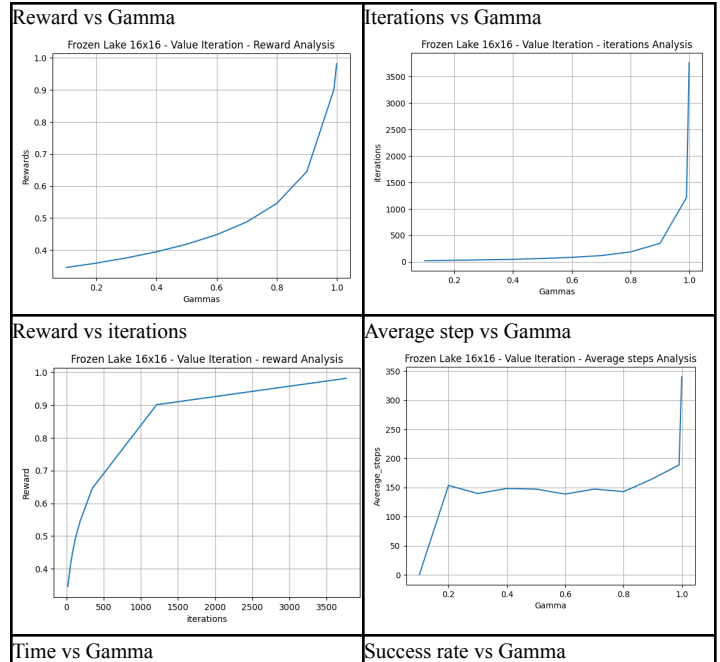 Reward vs Gamma
Frozen Lake 16x16 - Value Iteration - Reward Analysis
1.0
0.9
0.8
0.7
0.6
0.5
0.4
Rewards
0.2 0.4 0.6 0.8 1.0
Gammas
Iterations vs Gamma
Frozen Lake 16x16 - Value Iteration - iterations Analysis
3500
3000
2500
2000
1500
1000
500
0
iterations
0.2 0.4 0.6 0.8 1.0
Gammas
Reward vs iterations
Frozen Lake 16x16 - Value Iteration - reward Analysis
1.0
0.9
0.8
0.7
0.6
0.5
0.4
Reward
0 500 1000 1500 2000 2500 3000 3500
iterations
Average step vs Gamma
Frozen Lake 16x16 - Value Iteration - Average steps Analysis
350
300
250
200
150
100
50
0
Average_steps
0.2 0.4 0.6 0.8 1.0
Gamma
Time vs Gamma
Success rate vs Gamma